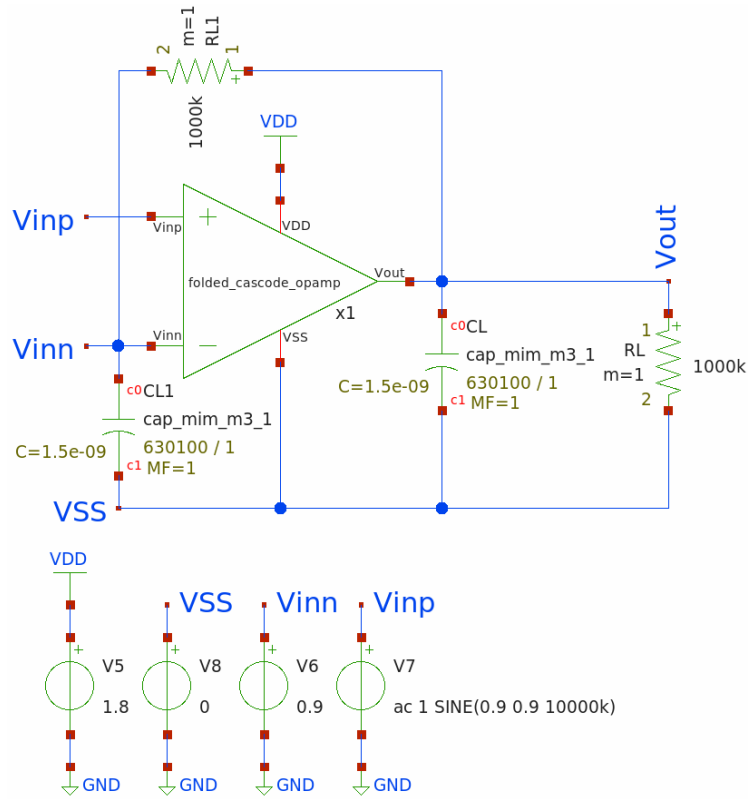 m=1
RL1
2
1
+
1000k
VDD
Vinp
Vinp
+
VDD
folded_cascode_opamp
Vout
Vout
x1
Vinn
Vinn
−
VSS
c0
CL1
cap_mim_m3_1
C=1.5e-09
630100 / 1
c1
MF=1
c0
CL
cap_mim_m3_1
C=1.5e-09
630100 / 1
c1
MF=1
1
+
RL
m=1
1000k
2
VSS
VDD
VSS
Vinn
Vinp
+
V5
1.8
+
V8
0
+
V6
0.9
+
V7
ac 1 SINE(0.9 0.9 10000k)
GND
GND
GND
GND